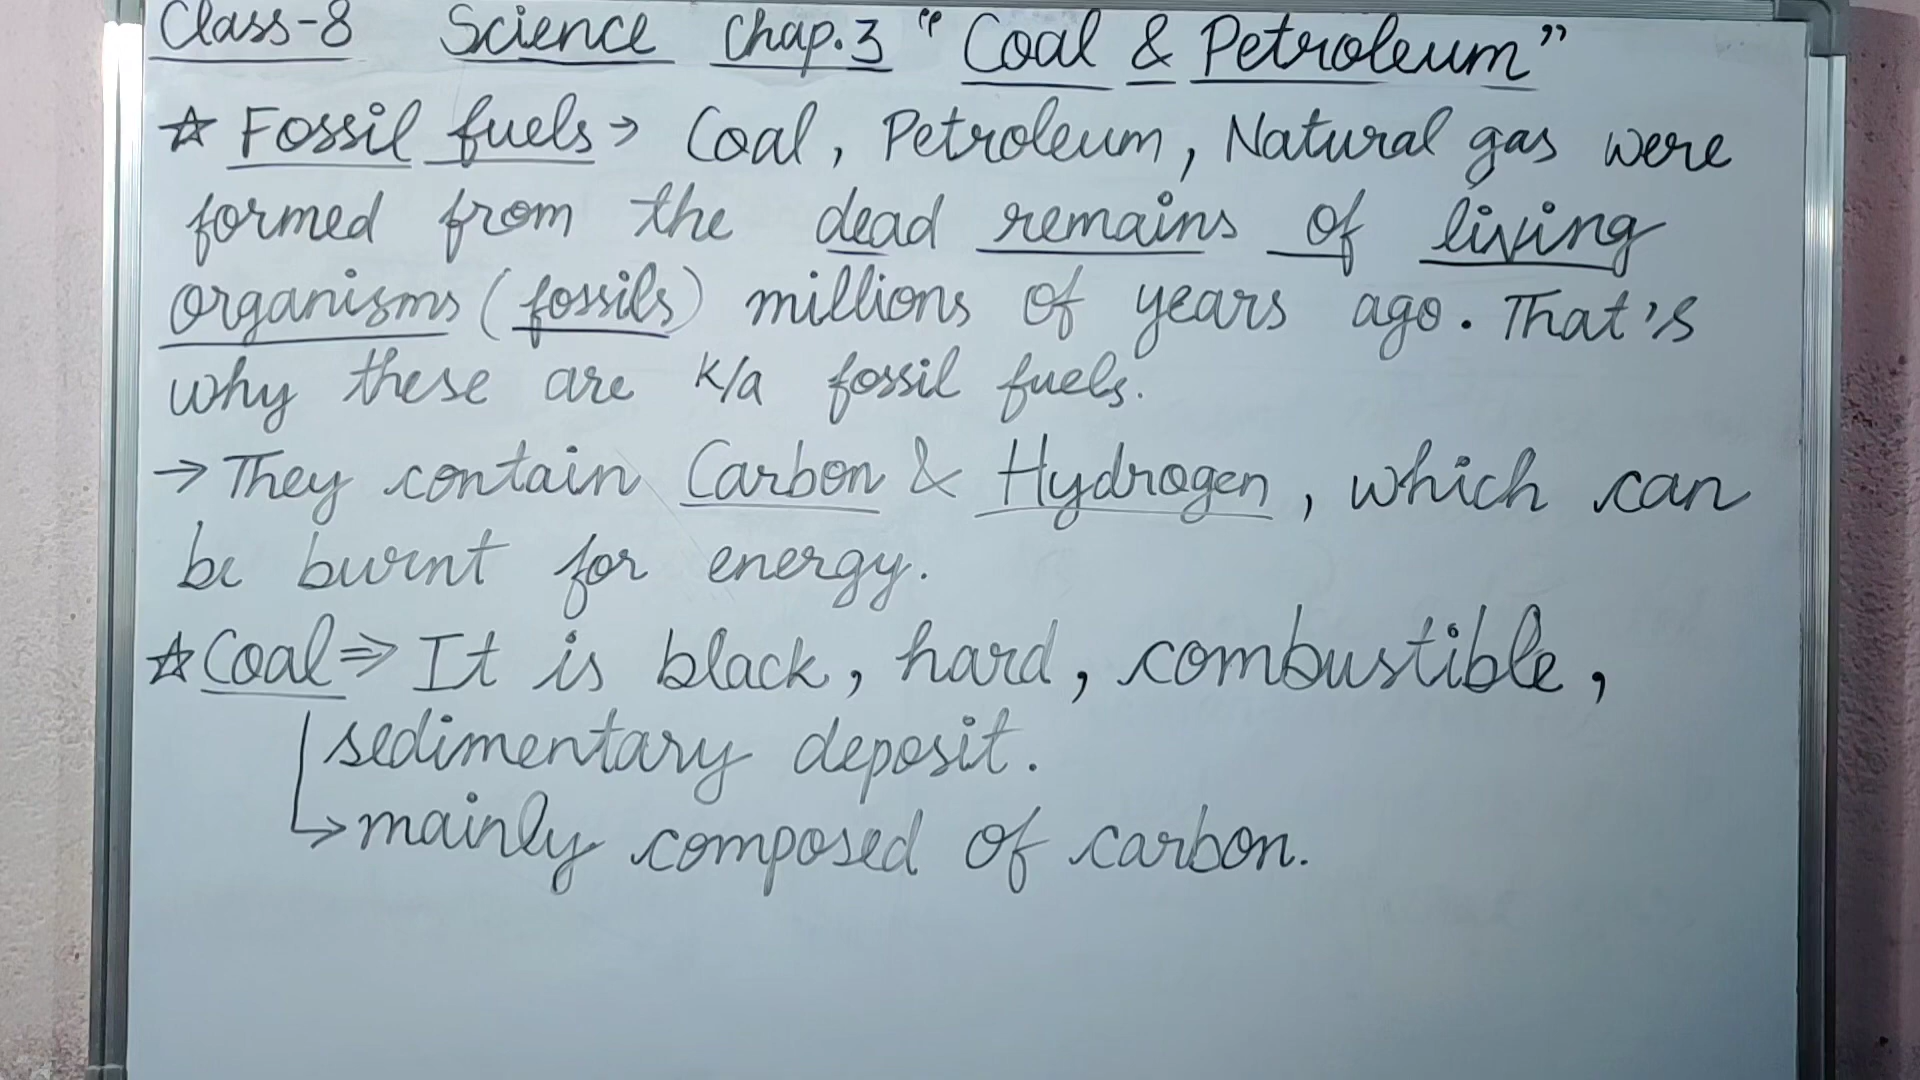 Class-8 Science Chap.3 "Coal & Petroleum"
☆ Fossil fuels → Coal, Petroleum, Natural gas were
formed from the dead remains of living
organisms (fossils) millions of years ago. That's
why these are k/a fossil fuels.
→ They contain Carbon & Hydrogen, which can
be burnt for energy.
☆ Coal ⇒ It is black, hard, combustible,
sedimentary deposit.
↳ mainly composed of carbon.